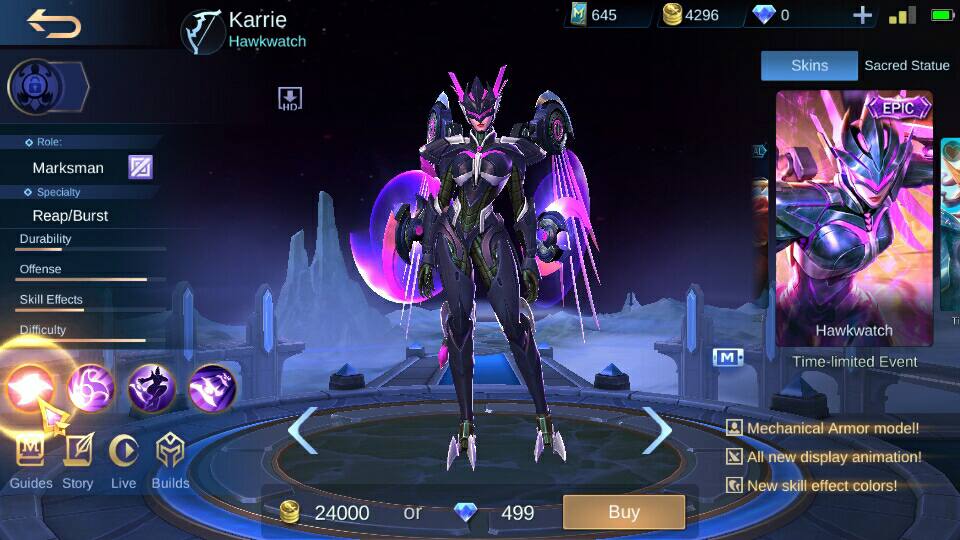 Karrie
Hawkwatch
645
4296
0
HD
Skins
Sacred Statue
EPIC
Role:
Marksman
Specialty
Reap/Burst
Durability
Offense
Skill Effects
Difficulty
Hawkwatch
Time-limited Event
M
Mechanical Armor model!
All new display animation!
New skill effect colors!
Guides
Story
Live
Builds
24000
or
499
Buy